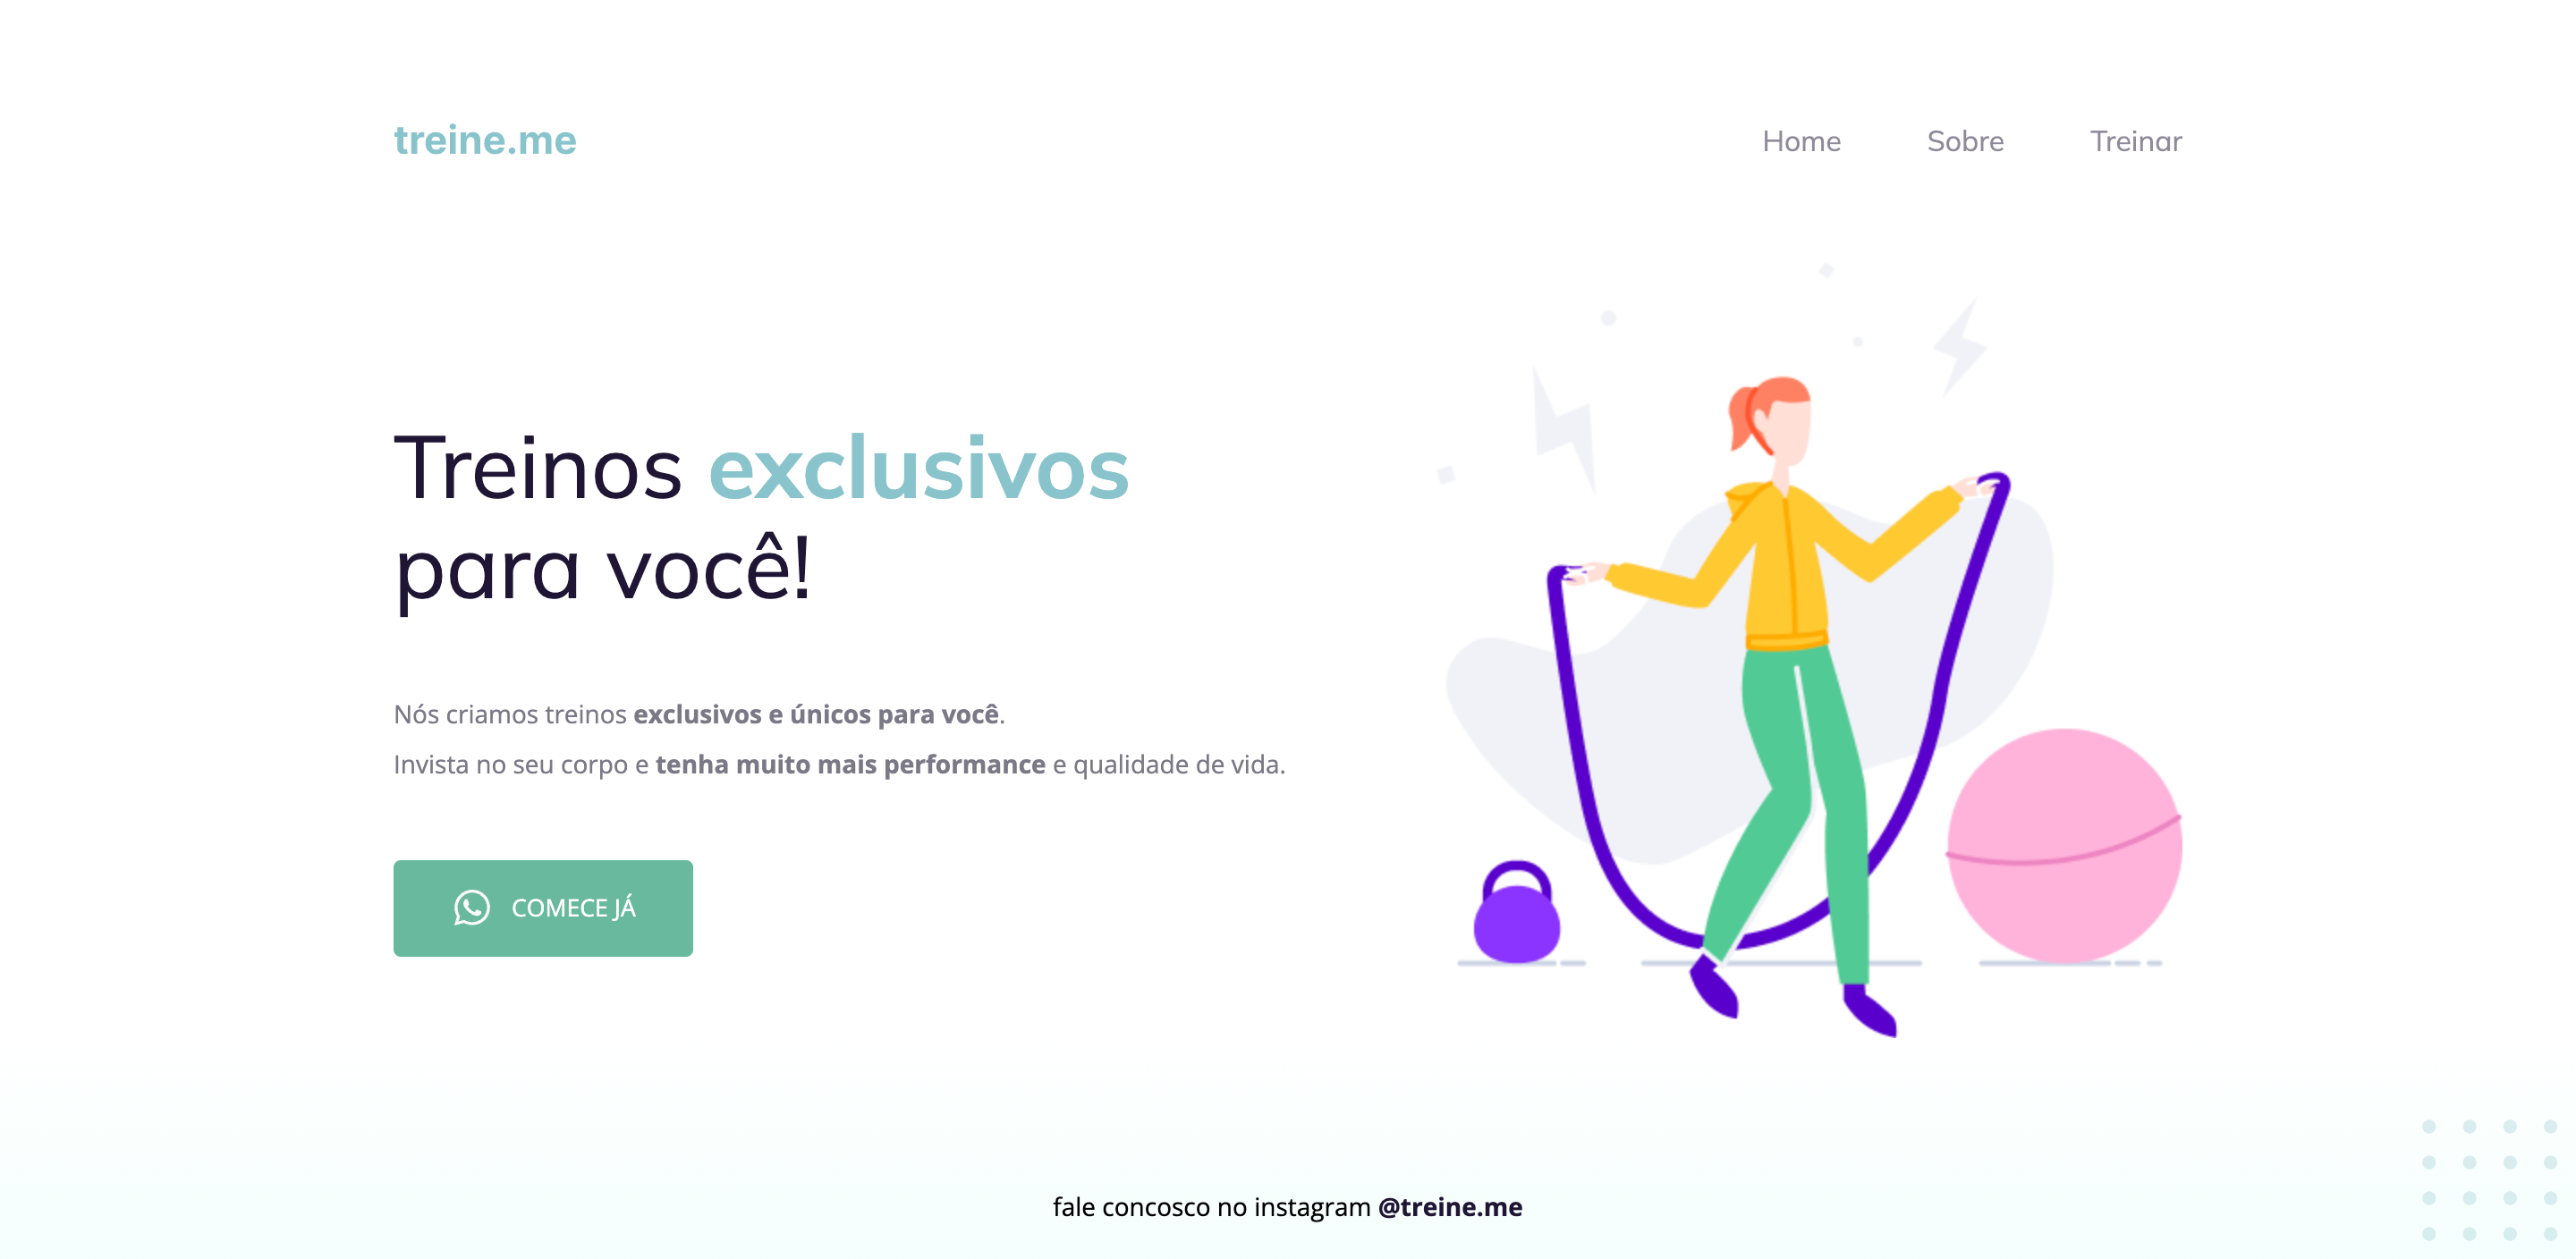 treine.me
Home Sobre Treinar
Treinos exclusivos
para você!
Nós criamos treinos exclusivos e únicos para você.
Invista no seu corpo e tenha muito mais performance e qualidade de vida.
COMECE JÁ
fale concosco no instagram @treine.me